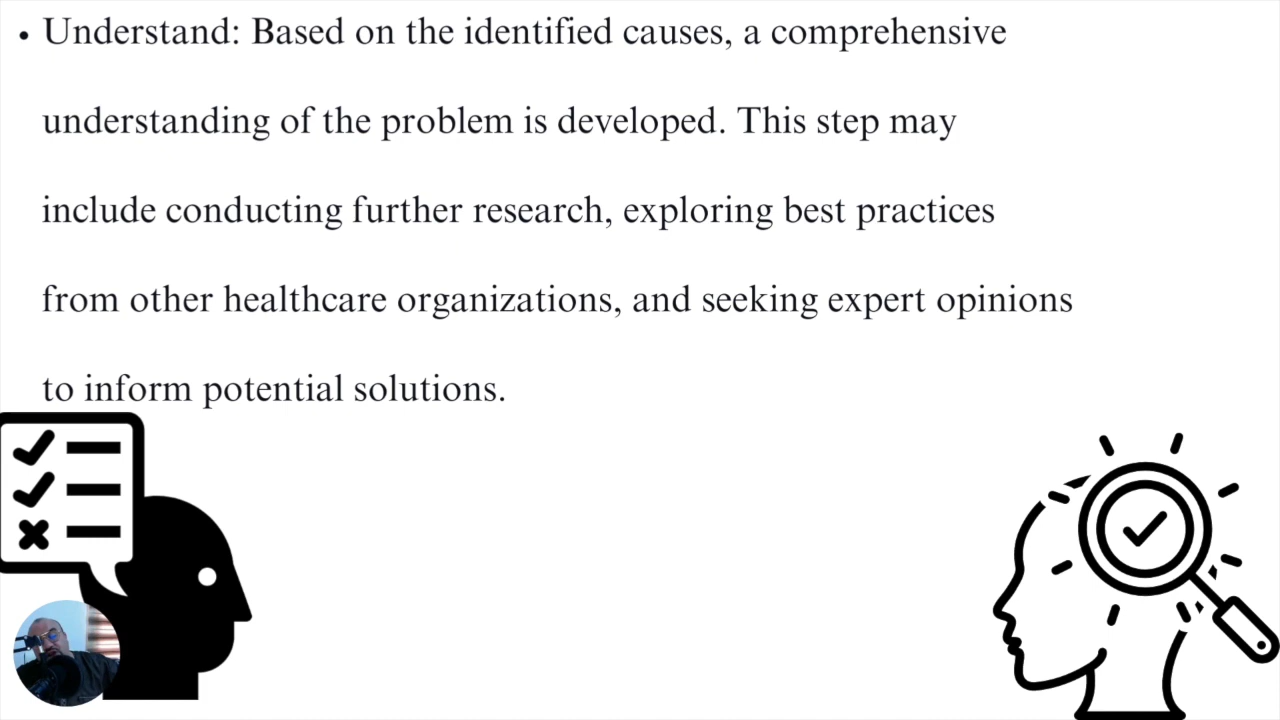 • Understand: Based on the identified causes, a comprehensive
understanding of the problem is developed. This step may
include conducting further research, exploring best practices
from other healthcare organizations, and seeking expert opinions
to inform potential solutions.